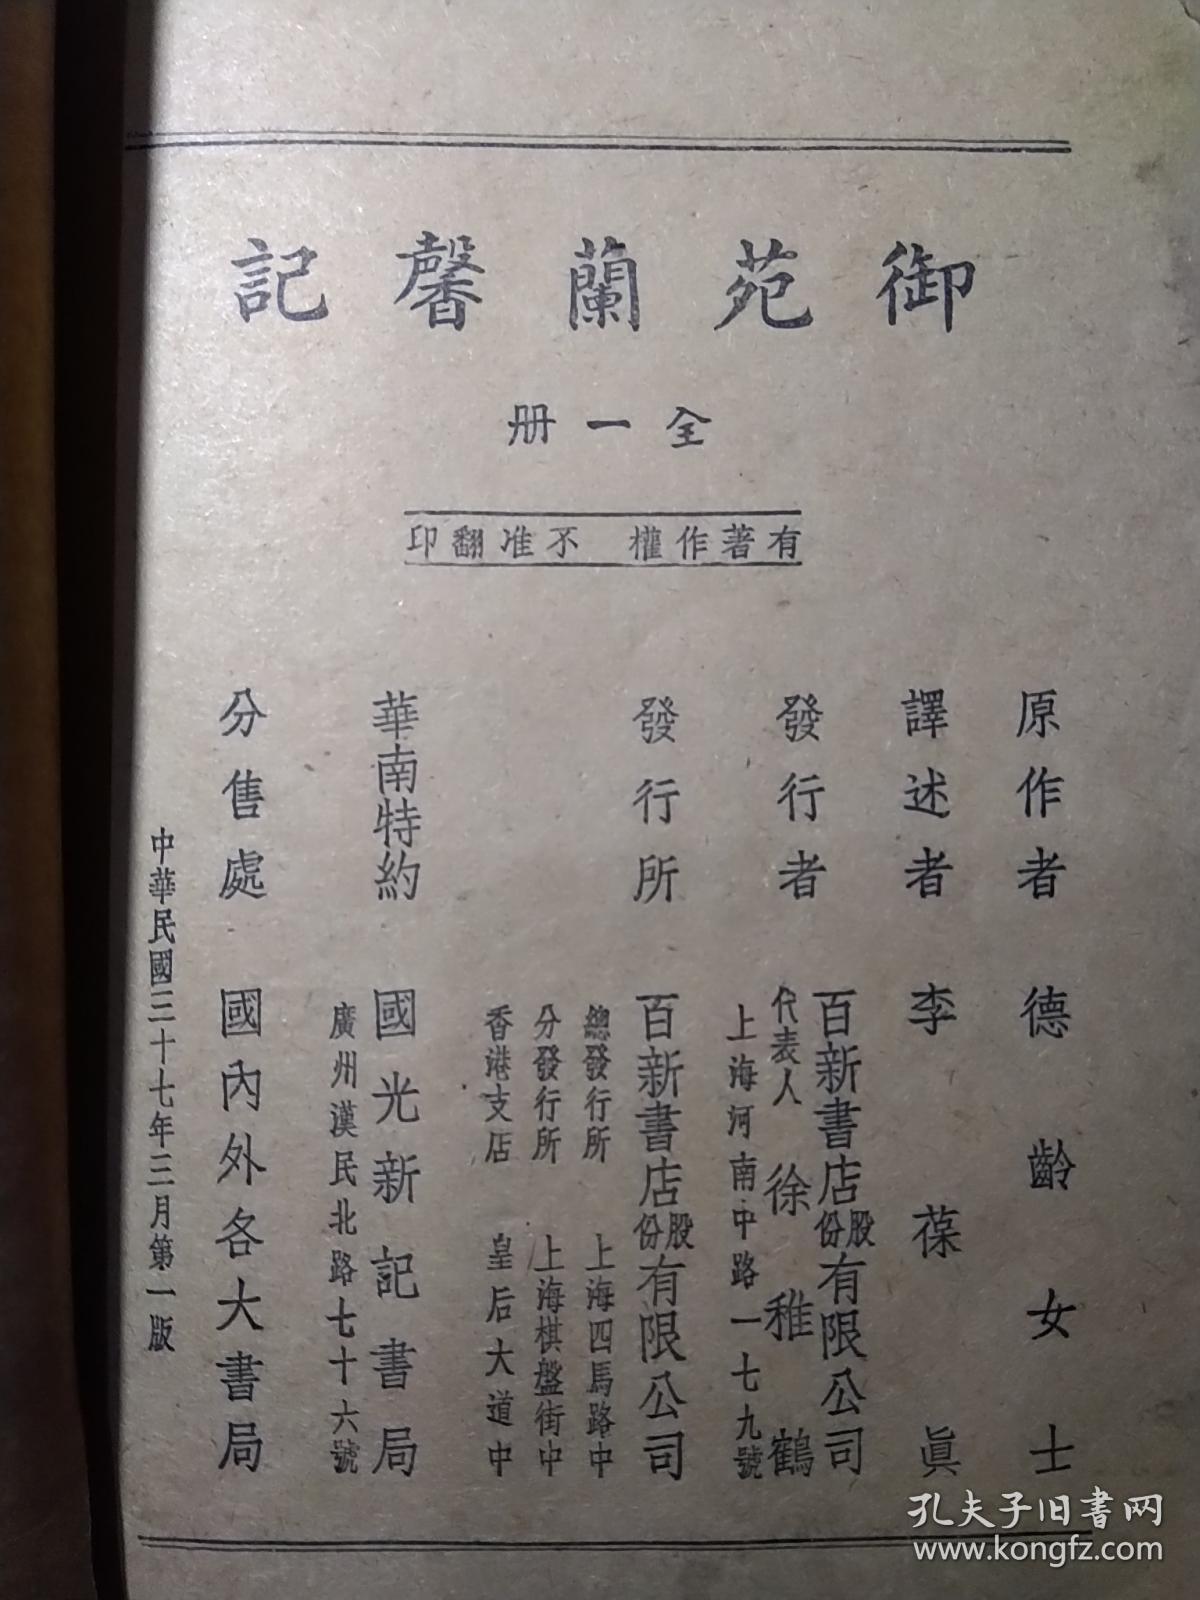 御苑蘭馨記
全一册
有著作權 不准翻印
原作者 德齡女士
譯述者 李葆眞
發行者 百新書店股份有限公司
代表人 徐稚鶴
上海河南中路一七九號
發行所 百新書店股份有限公司
總發行所 上海四馬路中
分發行所 上海棋盤街中
香港支店 皇后大道中
華南特約 國光新記書局
廣州漢民北路七十六號
分售處 國內外各大書局
中華民國三十七年三月第一版
孔夫子旧书网
www.kongfz.com